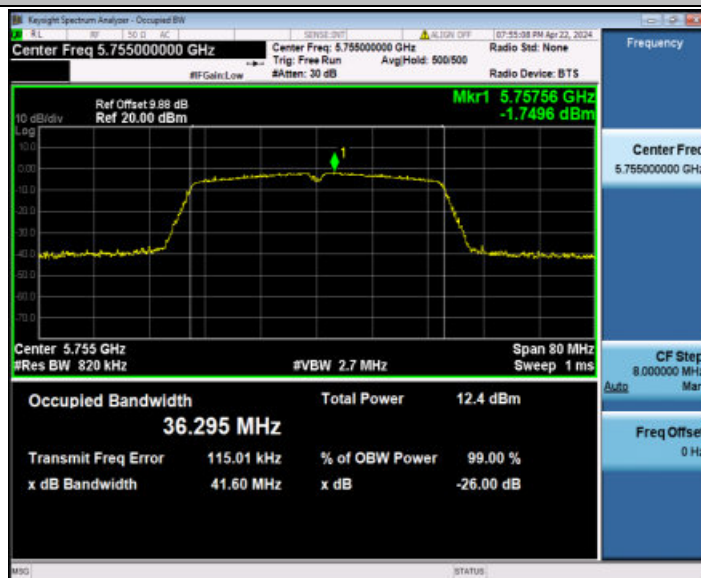 Keysight Spectrum Analyzer - Occupied BW
RL RF 50 Ω AC SENSE:INT ALIGN OFF 07:55:08 PM Apr 22, 2024
Center Freq 5.755000000 GHz
Center Freq: 5.755000000 GHz
Radio Std: None
Trig: Free Run Avg|Hold: 500/500
#IFGain:Low #Atten: 30 dB Radio Device: BTS
Frequency
Ref Offset 9.88 dB
10 dB/div Ref 20.00 dBm
Mkr1 5.75756 GHz
-1.7496 dBm
Log
10.0
0.00
-10.0
-20.0
-30.0
-40.0
-50.0
-60.0
-70.0
1
Center 5.755 GHz Span 80 MHz
#Res BW 820 kHz #VBW 2.7 MHz Sweep 1 ms
Occupied Bandwidth Total Power 12.4 dBm
36.295 MHz
Transmit Freq Error 115.01 kHz % of OBW Power 99.00 %
x dB Bandwidth 41.60 MHz x dB -26.00 dB
Center Freq
5.755000000 GHz
CF Step
8.000000 MHz
Auto Man
Freq Offset
0 Hz
MSG STATUS